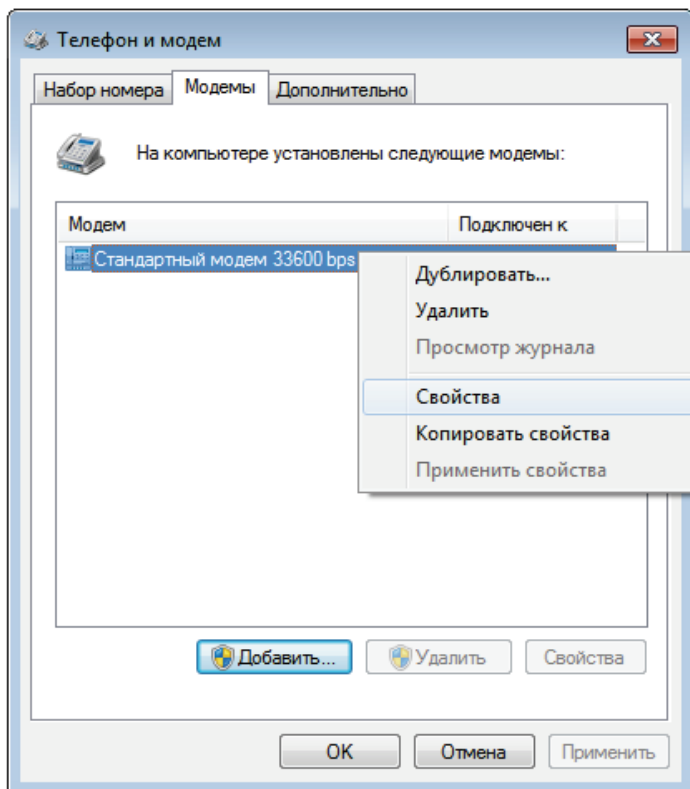 Телефон и модем
Набор номера Модемы Дополнительно
На компьютере установлены следующие модемы:
Модем Подключен к
Стандартный модем 33600 bps
Дублировать...
Удалить
Просмотр журнала
Свойства
Копировать свойства
Применить свойства
Добавить... Удалить Свойства
OK Отмена Применить